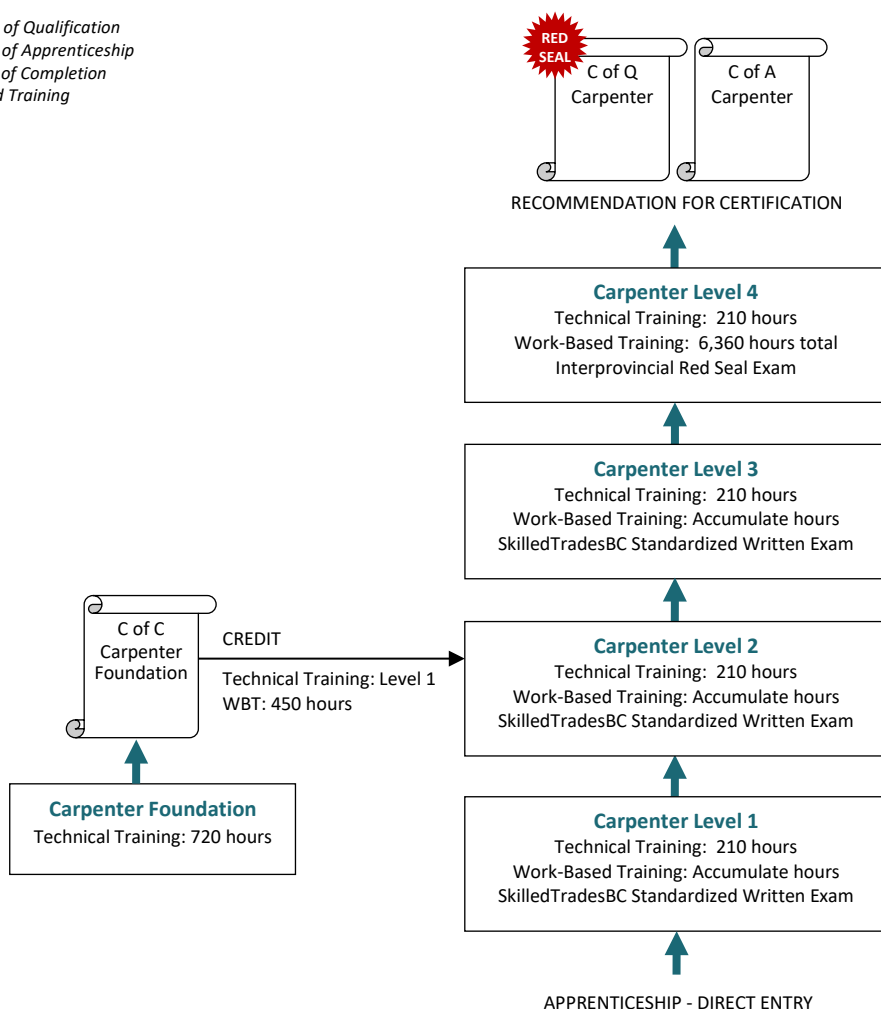 of Qualification
of Apprenticeship
of Completion
d Training
RED
SEAL
C of Q
Carpenter
C of A
Carpenter
RECOMMENDATION FOR CERTIFICATION
Carpenter Level 4
Technical Training: 210 hours
Work-Based Training: 6,360 hours total
Interprovincial Red Seal Exam
Carpenter Level 3
Technical Training: 210 hours
Work-Based Training: Accumulate hours
SkilledTradesBC Standardized Written Exam
C of C
Carpenter
Foundation
CREDIT
Technical Training: Level 1
WBT: 450 hours
Carpenter Level 2
Technical Training: 210 hours
Work-Based Training: Accumulate hours
SkilledTradesBC Standardized Written Exam
Carpenter Foundation
Technical Training: 720 hours
Carpenter Level 1
Technical Training: 210 hours
Work-Based Training: Accumulate hours
SkilledTradesBC Standardized Written Exam
APPRENTICESHIP - DIRECT ENTRY